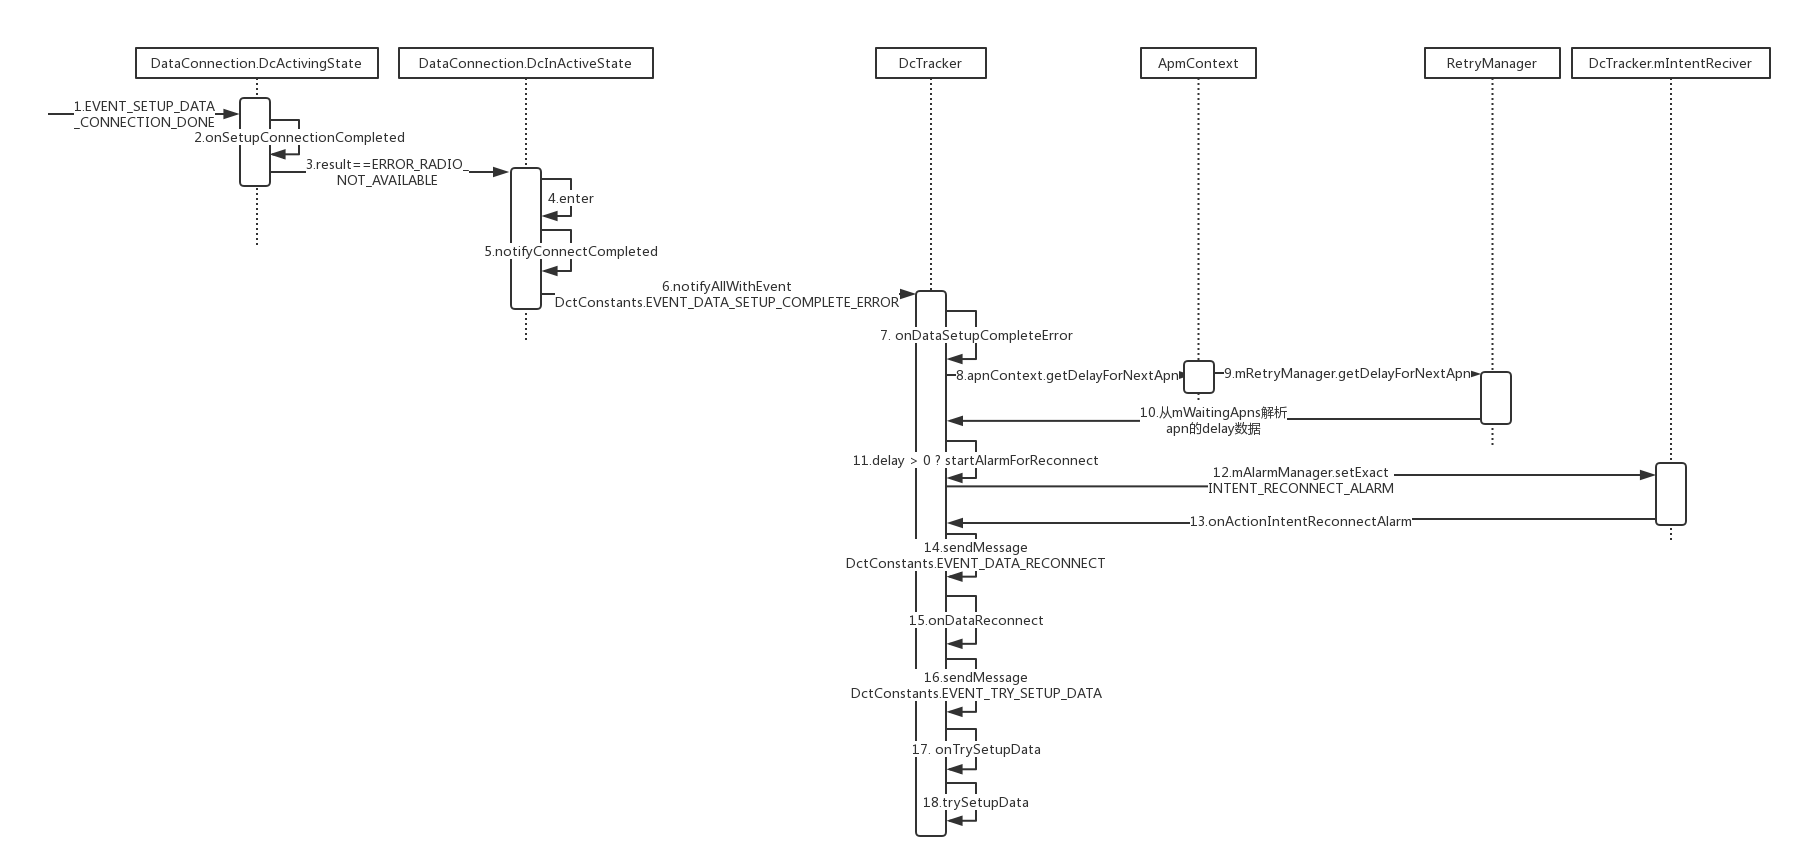 DataConnection.DcActivingState
DataConnection.DcInActiveState
DcTracker
ApmContext
RetryManager
DcTracker.mIntentReciver
1.EVENT_SETUP_DATA
_CONNECTION_DONE
2.onSetupConnectionCompleted
3.result==ERROR_RADIO_
NOT_AVAILABLE
4.enter
5.notifyConnectCompleted
6.notifyAllWithEvent
DctConstants.EVENT_DATA_SETUP_COMPLETE_ERROR
7. onDataSetupCompleteError
8.apnContext.getDelayForNextApn
9.mRetryManager.getDelayForNextApn
10.从mWaitingApns解析
apn的delay数据
11.delay > 0 ? startAlarmForReconnect
12.mAlarmManager.setExact
INTENT_RECONNECT_ALARM
13.onActionIntentReconnectAlarm
14.sendMessage
DctConstants.EVENT_DATA_RECONNECT
15.onDataReconnect
16.sendMessage
DctConstants.EVENT_TRY_SETUP_DATA
17. onTrySetupData
18.trySetupData